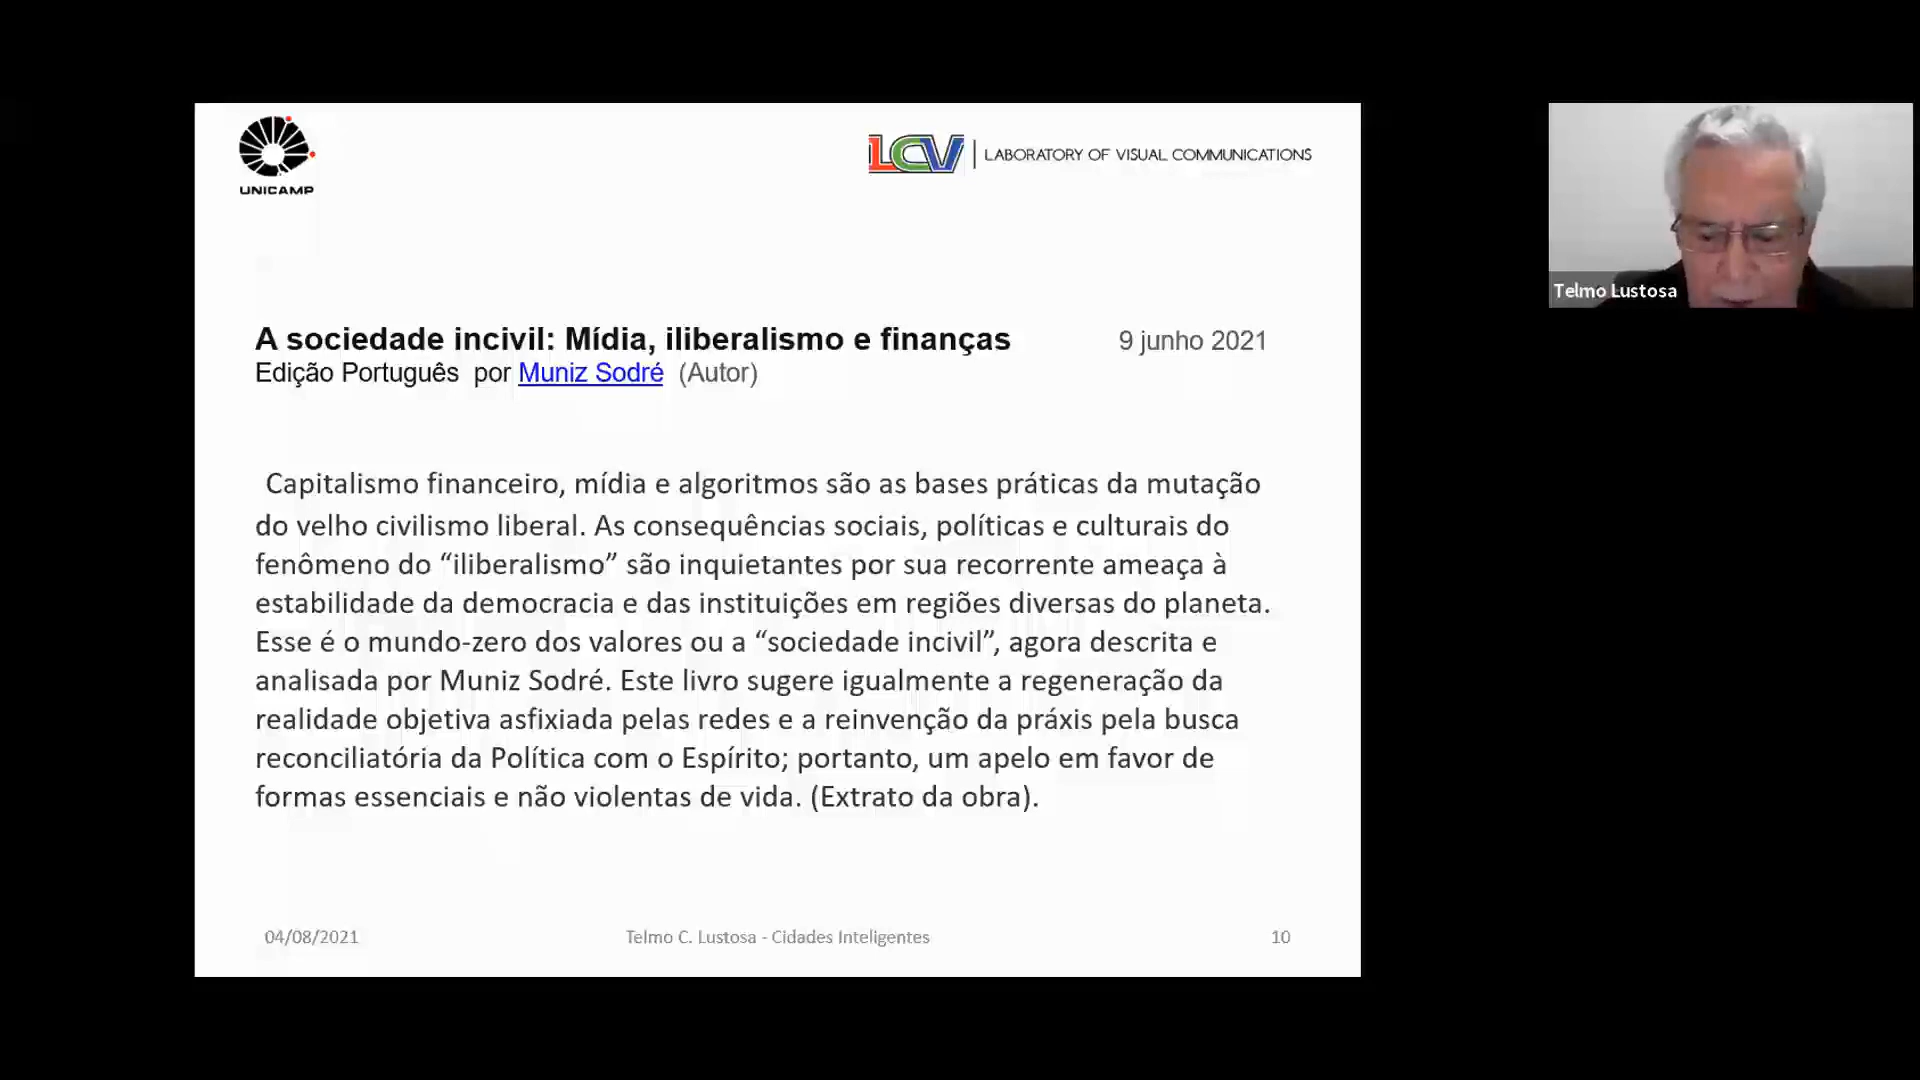 UNICAMP
LCV | LABORATORY OF VISUAL COMMUNICATIONS
A sociedade incivil: Mídia, iliberalismo e finanças 9 junho 2021
Edição Português por Muniz Sodré (Autor)
Capitalismo financeiro, mídia e algoritmos são as bases práticas da mutação
do velho civilismo liberal. As consequências sociais, políticas e culturais do
fenômeno do “iliberalismo” são inquietantes por sua recorrente ameaça à
estabilidade da democracia e das instituições em regiões diversas do planeta.
Esse é o mundo-zero dos valores ou a “sociedade incivil”, agora descrita e
analisada por Muniz Sodré. Este livro sugere igualmente a regeneração da
realidade objetiva asfixiada pelas redes e a reinvenção da práxis pela busca
reconciliatória da Política com o Espírito; portanto, um apelo em favor de
formas essenciais e não violentas de vida. (Extrato da obra).
04/08/2021 Telmo C. Lustosa - Cidades Inteligentes 10
Telmo Lustosa